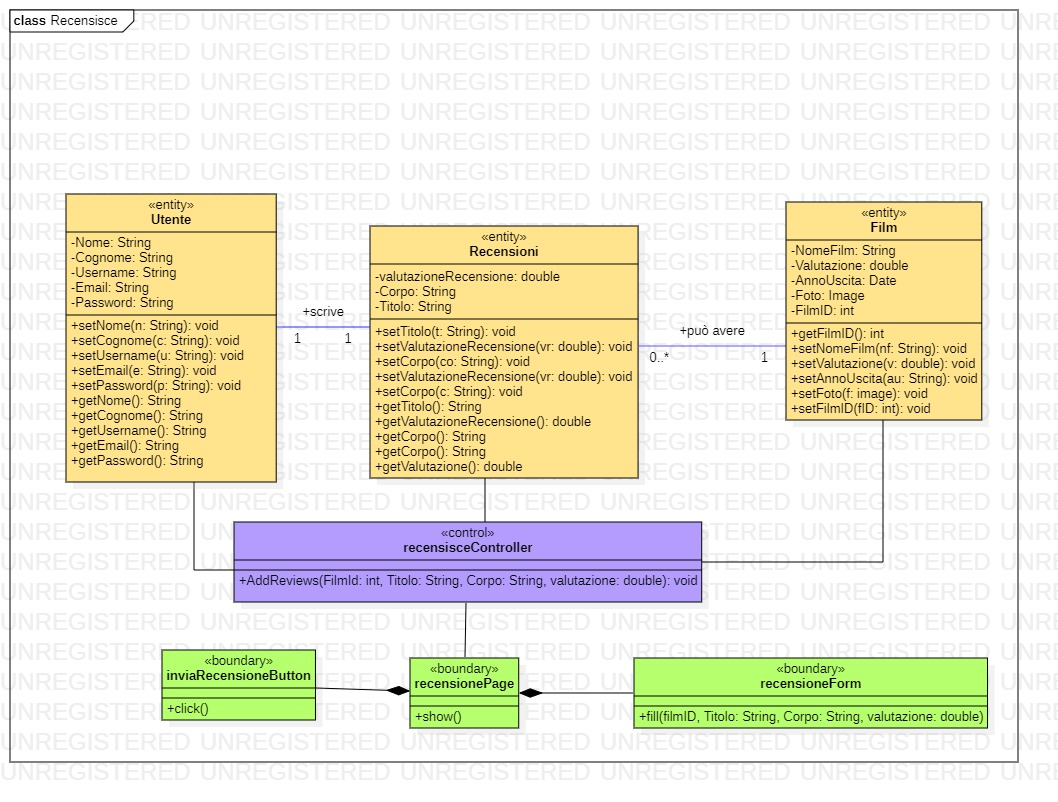 class Recensisce
«entity»
Utente
-Nome: String
-Cognome: String
-Username: String
-Email: String
-Password: String
+setNome(n: String): void
+setCognome(c: String): void
+setUsername(u: String): void
+setEmail(e: String): void
+setPassword(p: String): void
+getNome(): String
+getCognome(): String
+getUsername(): String
+getEmail(): String
+getPassword(): String
+scrive
1 1
«entity»
Recensioni
-valutazioneRecensione: double
-Corpo: String
-Titolo: String
+setTitolo(t: String): void
+setValutazioneRecensione(vr: double): void
+setCorpo(co: String): void
+setValutazioneRecensione(vr: double): void
+setCorpo(c: String): void
+getTitolo(): String
+getValutazioneRecensione(): double
+getCorpo(): String
+getCorpo(): String
+getValutazione(): double
+può avere
0..* 1
«entity»
Film
-NomeFilm: String
-Valutazione: double
-AnnoUscita: Date
-Foto: Image
-FilmID: int
+getFilmID(): int
+setNomeFilm(nf: String): void
+setValutazione(v: double): void
+setAnnoUscita(au: String): void
+setFoto(f: image): void
+setFilmID(fID: int): void
«control»
recensisceController
+AddReviews(FilmId: int, Titolo: String, Corpo: String, valutazione: double): void
«boundary»
inviaRecensioneButton
+click()
«boundary»
recensionePage
+show()
«boundary»
recensioneForm
+fill(filmID, Titolo: String, Corpo: String, valutazione: double)
UNREGISTERED